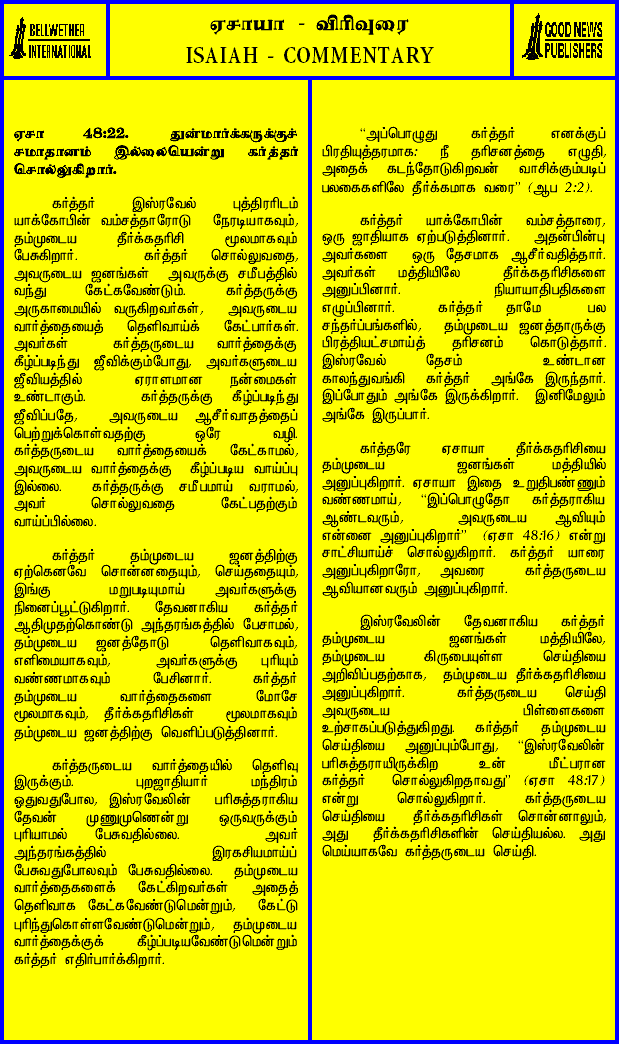 BELLWETHER
INTERNATIONAL
ஏசாயா - விரிவுரை
ISAIAH - COMMENTARY
GOOD NEWS
PUBLISHERS
ஏசா 48:22. துன்மார்க்கருக்குச்
சமாதானம் இல்லையென்று கர்த்தர்
சொல்லுகிறார்.
கர்த்தர் இஸ்ரவேல் புத்திரரிடம்
யாக்கோபின் வம்சத்தாரோடு நேரடியாகவும்,
தம்முடைய தீர்க்கதரிசி மூலமாகவும்
பேசுகிறார். கர்த்தர் சொல்லுவதை,
அவருடைய ஜனங்கள் அவருக்கு சமீபத்தில்
வந்து கேட்கவேண்டும். கர்த்தருக்கு
அருகாமையில் வருகிறவர்கள், அவருடைய
வார்த்தையைத் தெளிவாய்க் கேட்பார்கள்.
அவர்கள் கர்த்தருடைய வார்த்தைக்கு
கீழ்ப்படிந்து ஜீவிக்கும்போது, அவர்களுடைய
ஜீவியத்தில் ஏராளமான நன்மைகள்
உண்டாகும். கர்த்தருக்கு கீழ்ப்படிந்து
ஜீவிப்பதே, அவருடைய ஆசீர்வாதத்தைப்
பெற்றுக்கொள்வதற்கு ஒரே வழி.
கர்த்தருடைய வார்த்தையைக் கேட்காமல்,
அவருடைய வார்த்தைக்கு கீழ்ப்படிய வாய்ப்பு
இல்லை. கர்த்தருக்கு சமீபமாய் வராமல்,
அவர் சொல்லுவதை கேட்பதற்கும்
வாய்ப்பில்லை.
கர்த்தர் தம்முடைய ஜனத்திற்கு
ஏற்கெனவே சொன்னதையும், செய்ததையும்,
இங்கு மறுபடியுமாய் அவர்களுக்கு
நினைப்பூட்டுகிறார். தேவனாகிய கர்த்தர்
ஆதிமுதற்கொண்டு அந்தரங்கத்தில் பேசாமல்,
தம்முடைய ஜனத்தோடு தெளிவாகவும்,
எளிமையாகவும், அவர்களுக்கு புரியும்
வண்ணமாகவும் பேசினார். கர்த்தர்
தம்முடைய வார்த்தைகளை மோசே
மூலமாகவும், தீர்க்கதரிசிகள் மூலமாகவும்
தம்முடைய ஜனத்திற்கு வெளிப்படுத்தினார்.
கர்த்தருடைய வார்த்தையில் தெளிவு
இருக்கும். புறஜாதியார் மந்திரம்
ஓதுவதுபோல, இஸ்ரவேலின் பரிசுத்தராகிய
தேவன் முணுமுணென்று ஒருவருக்கும்
புரியாமல் பேசுவதில்லை. அவர்
அந்தரங்கத்தில் இரகசியமாய்ப்
பேசுவதுபோலவும் பேசுவதில்லை. தம்முடைய
வார்த்தைகளைக் கேட்கிறவர்கள் அதைத்
தெளிவாக கேட்கவேண்டுமென்றும், கேட்டு
புரிந்துகொள்ளவேண்டுமென்றும், தம்முடைய
வார்த்தைக்குக் கீழ்ப்படியவேண்டுமென்றும்
கர்த்தர் எதிர்பார்க்கிறார்.
“அப்பொழுது கர்த்தர் எனக்குப்
பிரதியுத்தரமாக: நீ தரிசனத்தை எழுதி,
அதைக் கடந்தோடுகிறவன் வாசிக்கும்படிப்
பலகைகளிலே தீர்க்கமாக வரை” (ஆப 2:2).
கர்த்தர் யாக்கோபின் வம்சத்தாரை,
ஒரு ஜாதியாக ஏற்படுத்தினார். அதன்பின்பு
அவர்களை ஒரு தேசமாக ஆசீர்வதித்தார்.
அவர்கள் மத்தியிலே தீர்க்கதரிசிகளை
அனுப்பினார். நியாயாதிபதிகளை
எழுப்பினார். கர்த்தர் தாமே பல
சந்தர்ப்பங்களில், தம்முடைய ஜனத்தாருக்கு
பிரத்தியட்சமாய்த் தரிசனம் கொடுத்தார்.
இஸ்ரவேல் தேசம் உண்டான
காலந்துவங்கி கர்த்தர் அங்கே இருந்தார்.
இப்போதும் அங்கே இருக்கிறார். இனிமேலும்
அங்கே இருப்பார்.
கர்த்தரே ஏசாயா தீர்க்கதரிசியை
தம்முடைய ஜனங்கள் மத்தியில்
அனுப்புகிறார். ஏசாயா இதை உறுதிபண்ணும்
வண்ணமாய், “இப்பொழுதோ கர்த்தராகிய
ஆண்டவரும், அவருடைய ஆவியும்
என்னை அனுப்புகிறார்” (ஏசா 48:16) என்று
சாட்சியாய்ச் சொல்லுகிறார். கர்த்தர் யாரை
அனுப்புகிறாரோ, அவரை கர்த்தருடைய
ஆவியானவரும் அனுப்புகிறார்.
இஸ்ரவேலின் தேவனாகிய கர்த்தர்
தம்முடைய ஜனங்கள் மத்தியிலே,
தம்முடைய கிருபையுள்ள செய்தியை
அறிவிப்பதற்காக, தம்முடைய தீர்க்கதரிசியை
அனுப்புகிறார். கர்த்தருடைய செய்தி
அவருடைய பிள்ளைகளை
உற்சாகப்படுத்துகிறது. கர்த்தர் தம்முடைய
செய்தியை அனுப்பும்போது, “இஸ்ரவேலின்
பரிசுத்தராயிருக்கிற உன் மீட்பரான
கர்த்தர் சொல்லுகிறதாவது” (ஏசா 48:17)
என்று சொல்லுகிறார். கர்த்தருடைய
செய்தியை தீர்க்கதரிசிகள் சொன்னாலும்,
அது தீர்க்கதரிசிகளின் செய்தியல்ல. அது
மெய்யாகவே கர்த்தருடைய செய்தி.